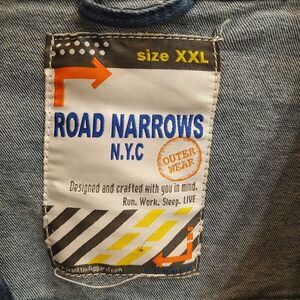 size XXL
ROAD NARROWS
N.Y.C
OUTER
WEAR
Designed and crafted with you in mind.
Run. Work. Sleep. LIVE